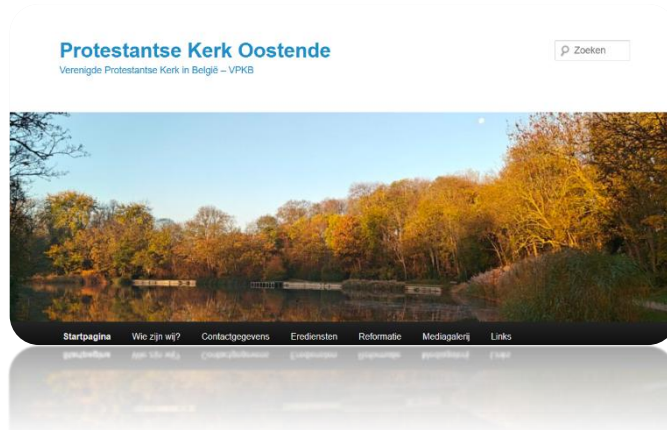 Protestantse Kerk Oostende
Verenigde Protestantse Kerk in België – VPKB
Zoeken
Startpagina Wie zijn wij? Contactgegevens Erediensten Reformatie Mediagalerij Links